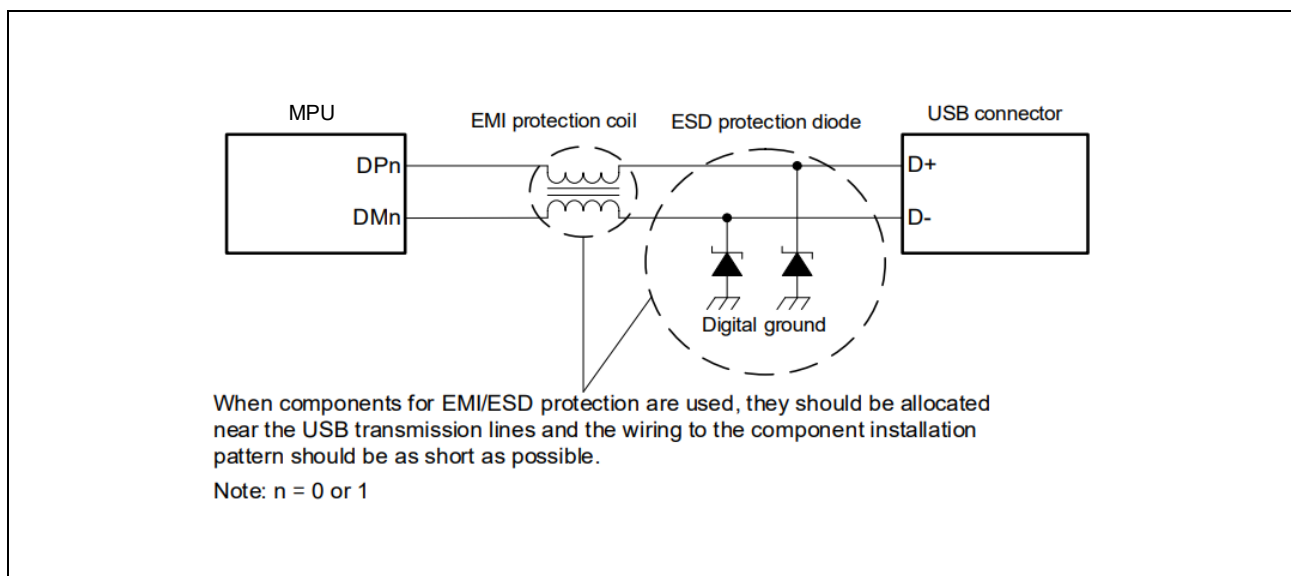 MPU
EMI protection coil
ESD protection diode
USB connector
DPn
D+
DMn
D-
Digital ground
When components for EMI/ESD protection are used, they should be allocated
near the USB transmission lines and the wiring to the component installation
pattern should be as short as possible.
Note: n = 0 or 1